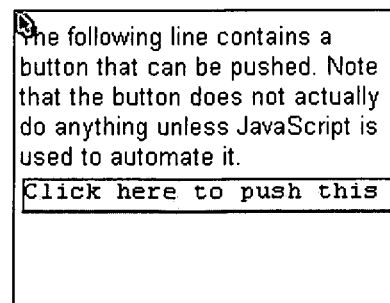 The following line contains a
button that can be pushed. Note
that the button does not actually
do anything unless JavaScript is
used to automate it.
Click here to push this